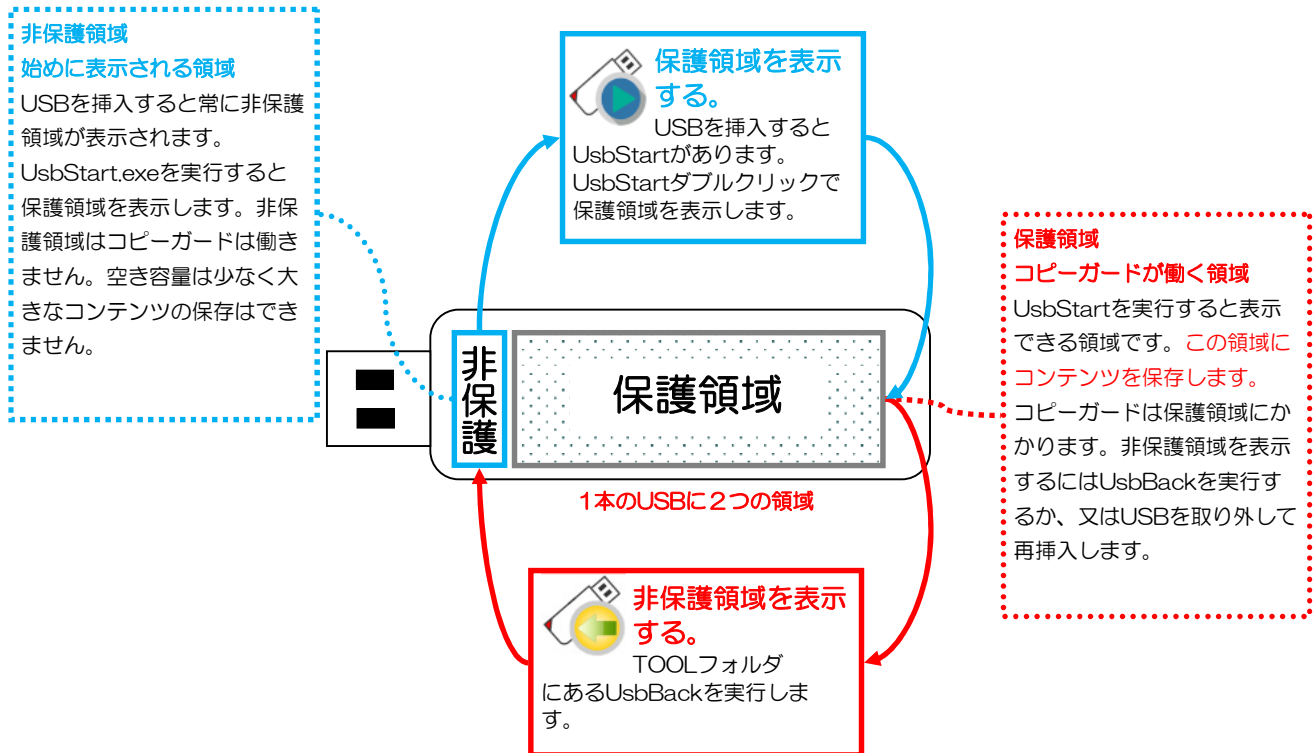 非保護領域
始めに表示される領域
USBを挿入すると常に非保護
領域が表示されます。
UsbStart.exeを実行すると
保護領域を表示します。非保
護領域はコピーガードは働き
ません。空き容量は少なく大
きなコンテンツの保存はでき
ません。
保護領域を表示
する。
USBを挿入すると
UsbStartがあります。
UsbStartダブルクリックで
保護領域を表示します。
保護領域
コピーガードが働く領域
UsbStartを実行すると表示
できる領域です。この領域に
コンテンツを保存します。
コピーガードは保護領域にか
かります。非保護領域を表示
するにはUsbBackを実行す
るか、又はUSBを取り外して
再挿入します。
非保護
保護領域
1本のUSBに２つの領域
非保護領域を表示
する。
TOOLフォルダ
にあるUsbBackを実行しま
す。